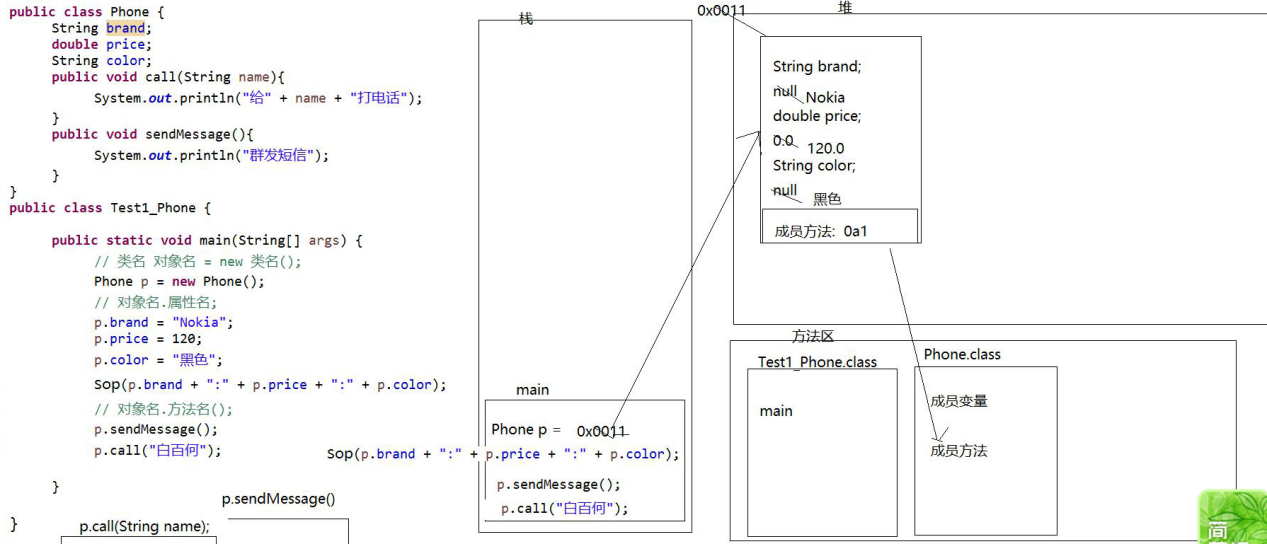 public class Phone {
String brand;
double price;
String color;
public void call(String name){
System.out.println("给" + name + "打电话");
}
public void sendMessage(){
System.out.println("群发短信");
}
}
public class Test1_Phone {
public static void main(String[] args) {
// 类名 对象名 = new 类名();
Phone p = new Phone();
// 对象名.属性名;
p.brand = "Nokia";
p.price = 120;
p.color = "黑色";
Sop(p.brand + ":" + p.price + ":" + p.color);
// 对象名.方法名();
p.sendMessage();
p.call("白百何");
}
}
p.sendMessage()
p.call(String name);
栈
main
Phone p = 0x0011
Sop(p.brand + ":" + p.price + ":" + p.color);
p.sendMessage();
p.call("白百何");
0x0011
堆
String brand;
null
Nokia
double price;
0.0
120.0
String color;
null
黑色
成员方法: 0a1
方法区
Test1_Phone.class
main
Phone.class
成员变量
成员方法
简